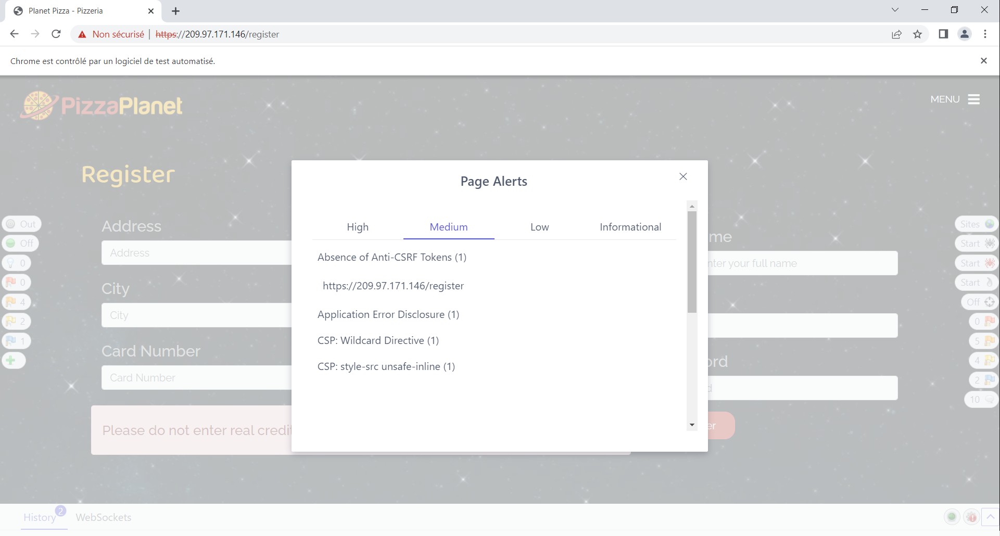 Planet Pizza - Pizzeria
Non sécurisé | https://209.97.171.146/register
Chrome est contrôlé par un logiciel de test automatisé.
PizzaPlanet
MENU
Register
Page Alerts
High Medium Low Informational
Absence of Anti-CSRF Tokens (1)
https://209.97.171.146/register
Application Error Disclosure (1)
CSP: Wildcard Directive (1)
CSP: style-src unsafe-inline (1)
Out
Off
0
0
4
2
1
Address
Address
City
City
Card Number
Card Number
Please do not enter real credit
me
nter your full name
ord
d
er
Sites
Start
Start
Start
Off
0
5
4
2
10
History 2 WebSockets